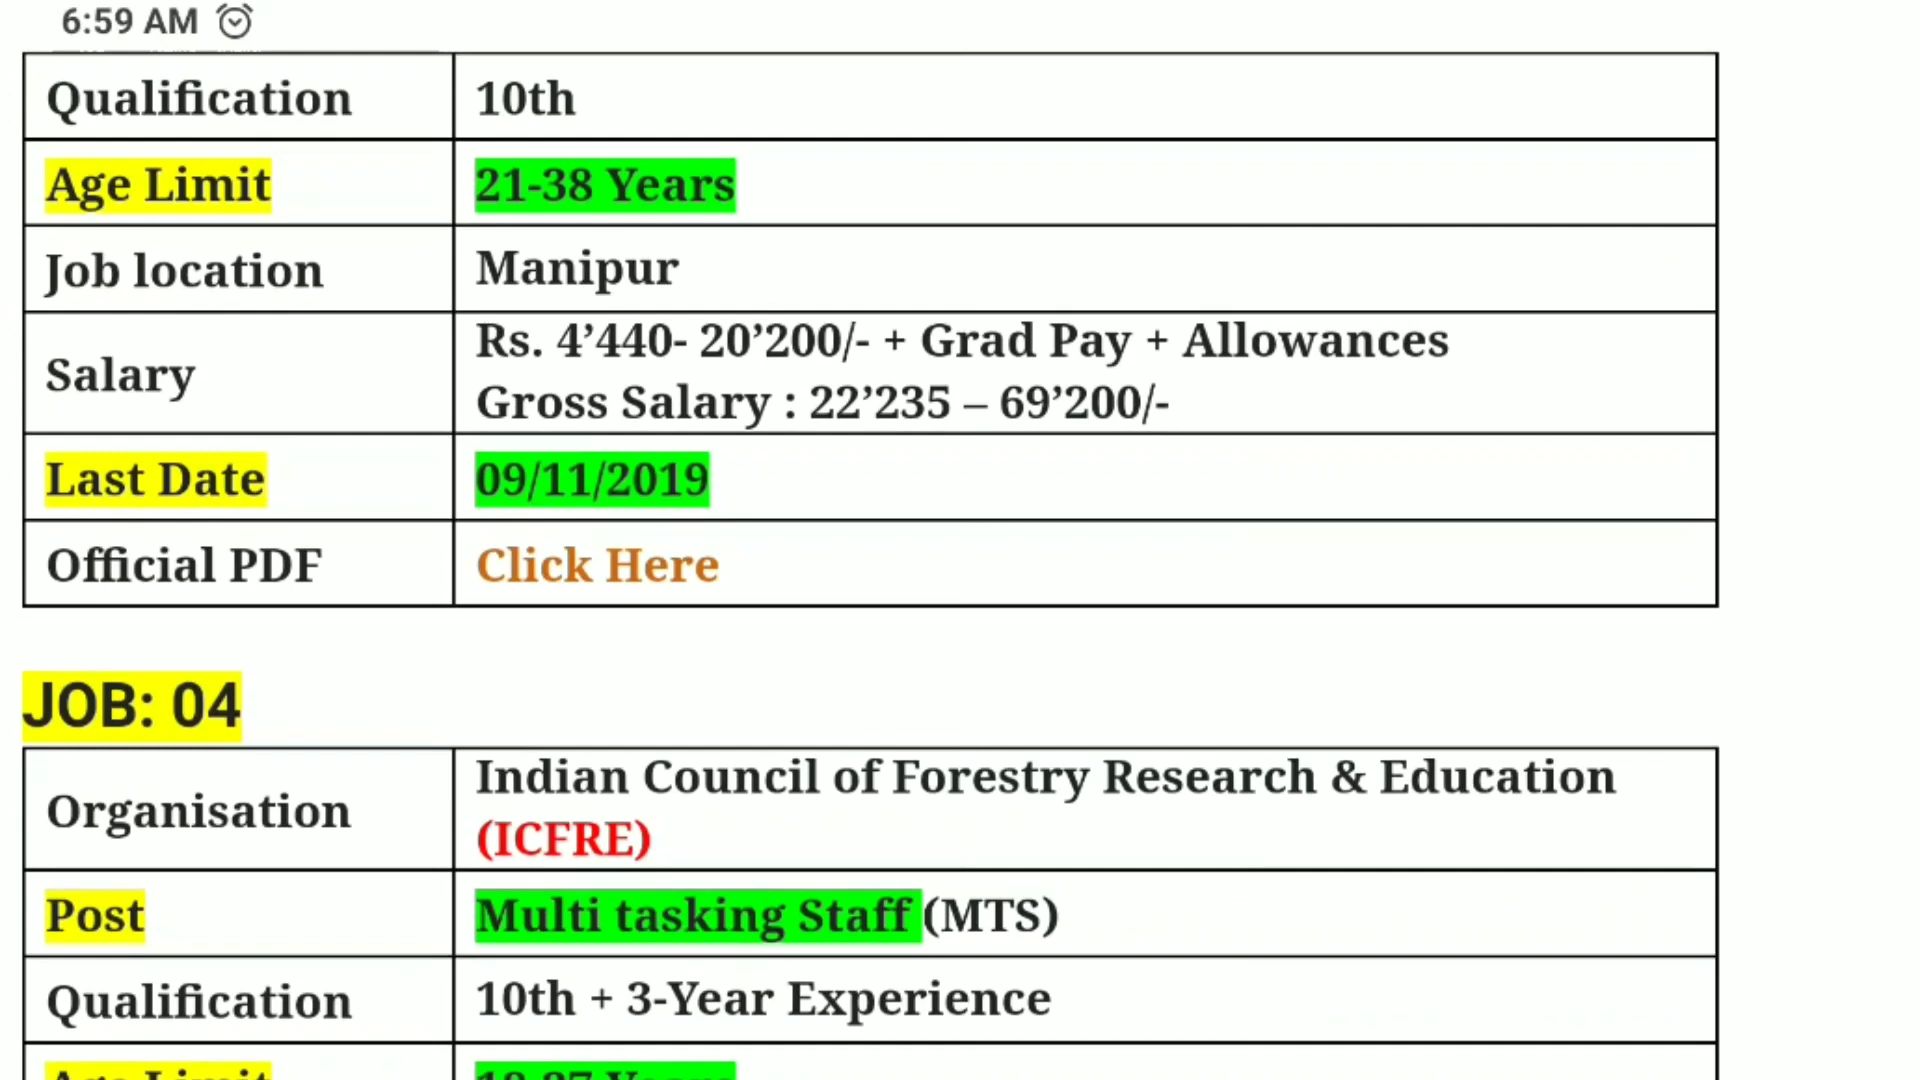 6:59 AM
Qualification 10th
Age Limit 21-38 Years
Job location Manipur
Salary Rs. 4’440- 20’200/- + Grad Pay + Allowances
Gross Salary : 22’235 – 69’200/-
Last Date 09/11/2019
Official PDF Click Here
JOB: 04
Organisation Indian Council of Forestry Research & Education
(ICFRE)
Post Multi tasking Staff (MTS)
Qualification 10th + 3-Year Experience
Age Limit